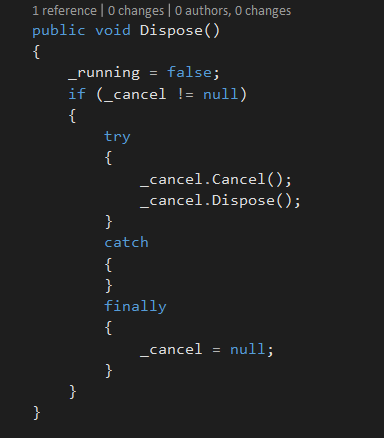 1 reference | 0 changes | 0 authors, 0 changes
public void Dispose()
{
    _running = false;
    if (_cancel != null)
    {
        try
        {
            _cancel.Cancel();
            _cancel.Dispose();
        }
        catch
        {
        }
        finally
        {
            _cancel = null;
        }
    }
}